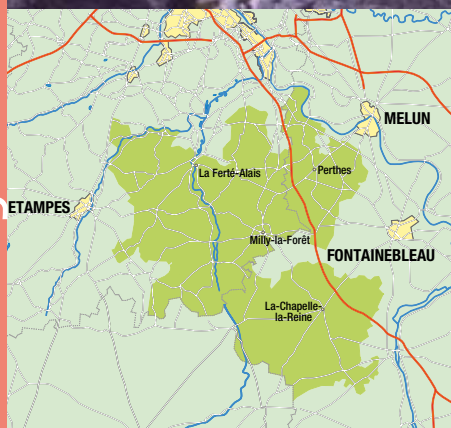 MELUN
La Ferté-Alais
Perthes
ETAMPES
Milly-la-Forêt
FONTAINEBLEAU
La-Chapelle-
la-Reine